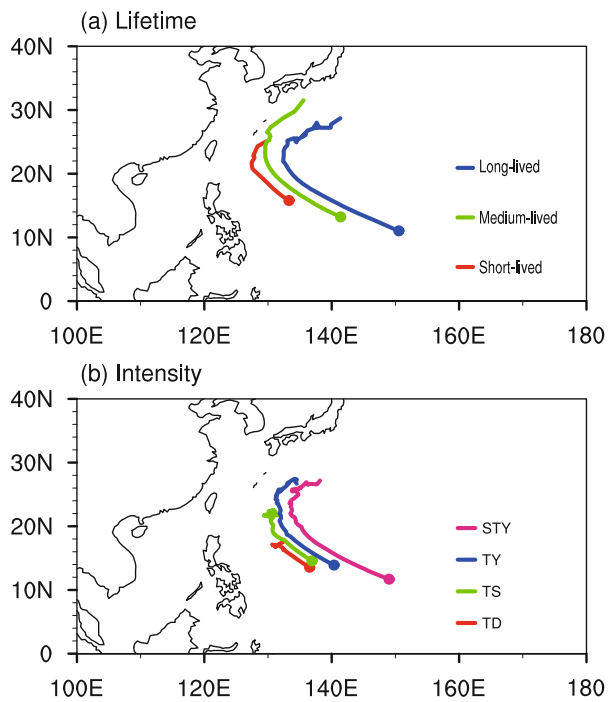 (a) Lifetime
40N
30N
20N
10N
0
Long-lived
Medium-lived
Short-lived
100E 120E 140E 160E 180
(b) Intensity
40N
30N
20N
10N
0
STY
TY
TS
TD
100E 120E 140E 160E 180